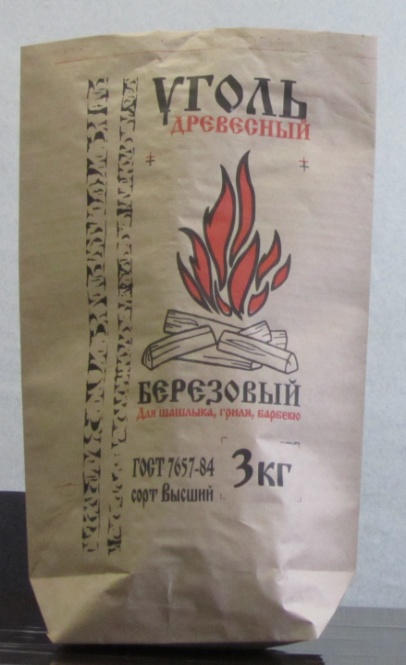 УГОЛЬ
ДРЕВЕСНЫЙ
БЕРЕЗОВЫЙ
Для шашлыка, гриля, барбекю
ГОСТ 7657-84
сорт Высший
3кг